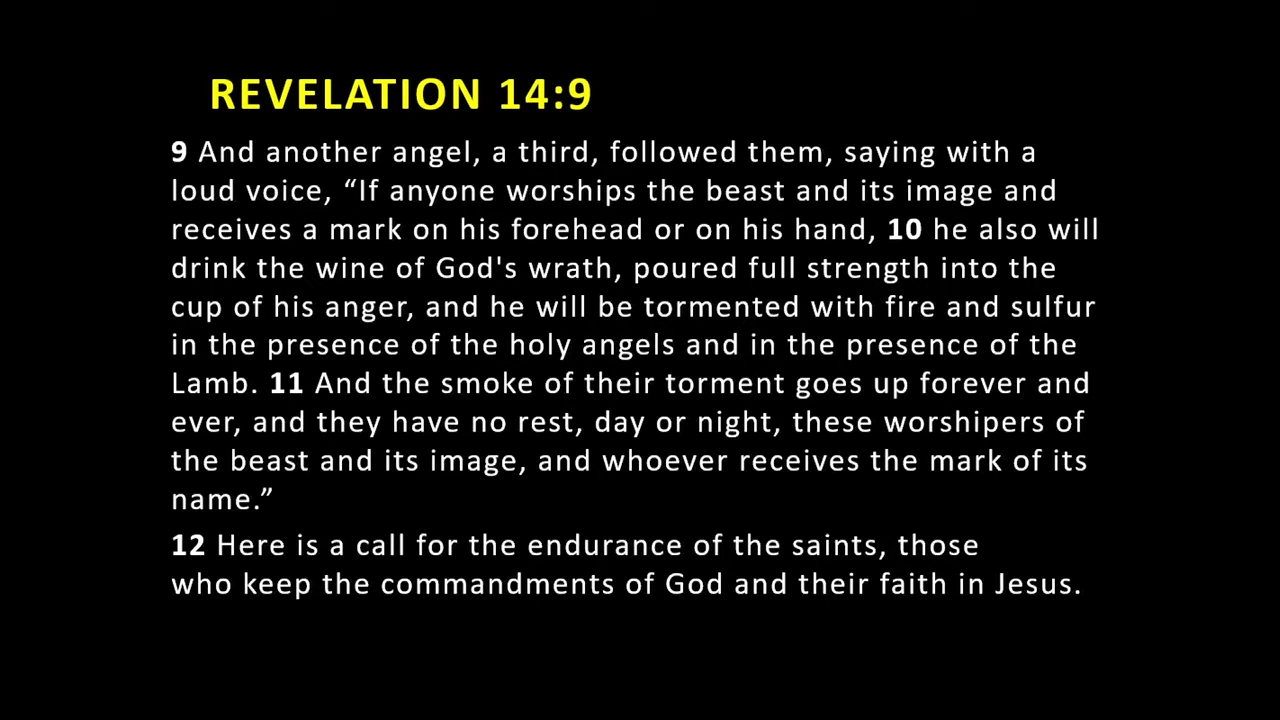 REVELATION 14:9
9 And another angel, a third, followed them, saying with a
loud voice, “If anyone worships the beast and its image and
receives a mark on his forehead or on his hand, 10 he also will
drink the wine of God's wrath, poured full strength into the
cup of his anger, and he will be tormented with fire and sulfur
in the presence of the holy angels and in the presence of the
Lamb. 11 And the smoke of their torment goes up forever and
ever, and they have no rest, day or night, these worshipers of
the beast and its image, and whoever receives the mark of its
name.”
12 Here is a call for the endurance of the saints, those
who keep the commandments of God and their faith in Jesus.